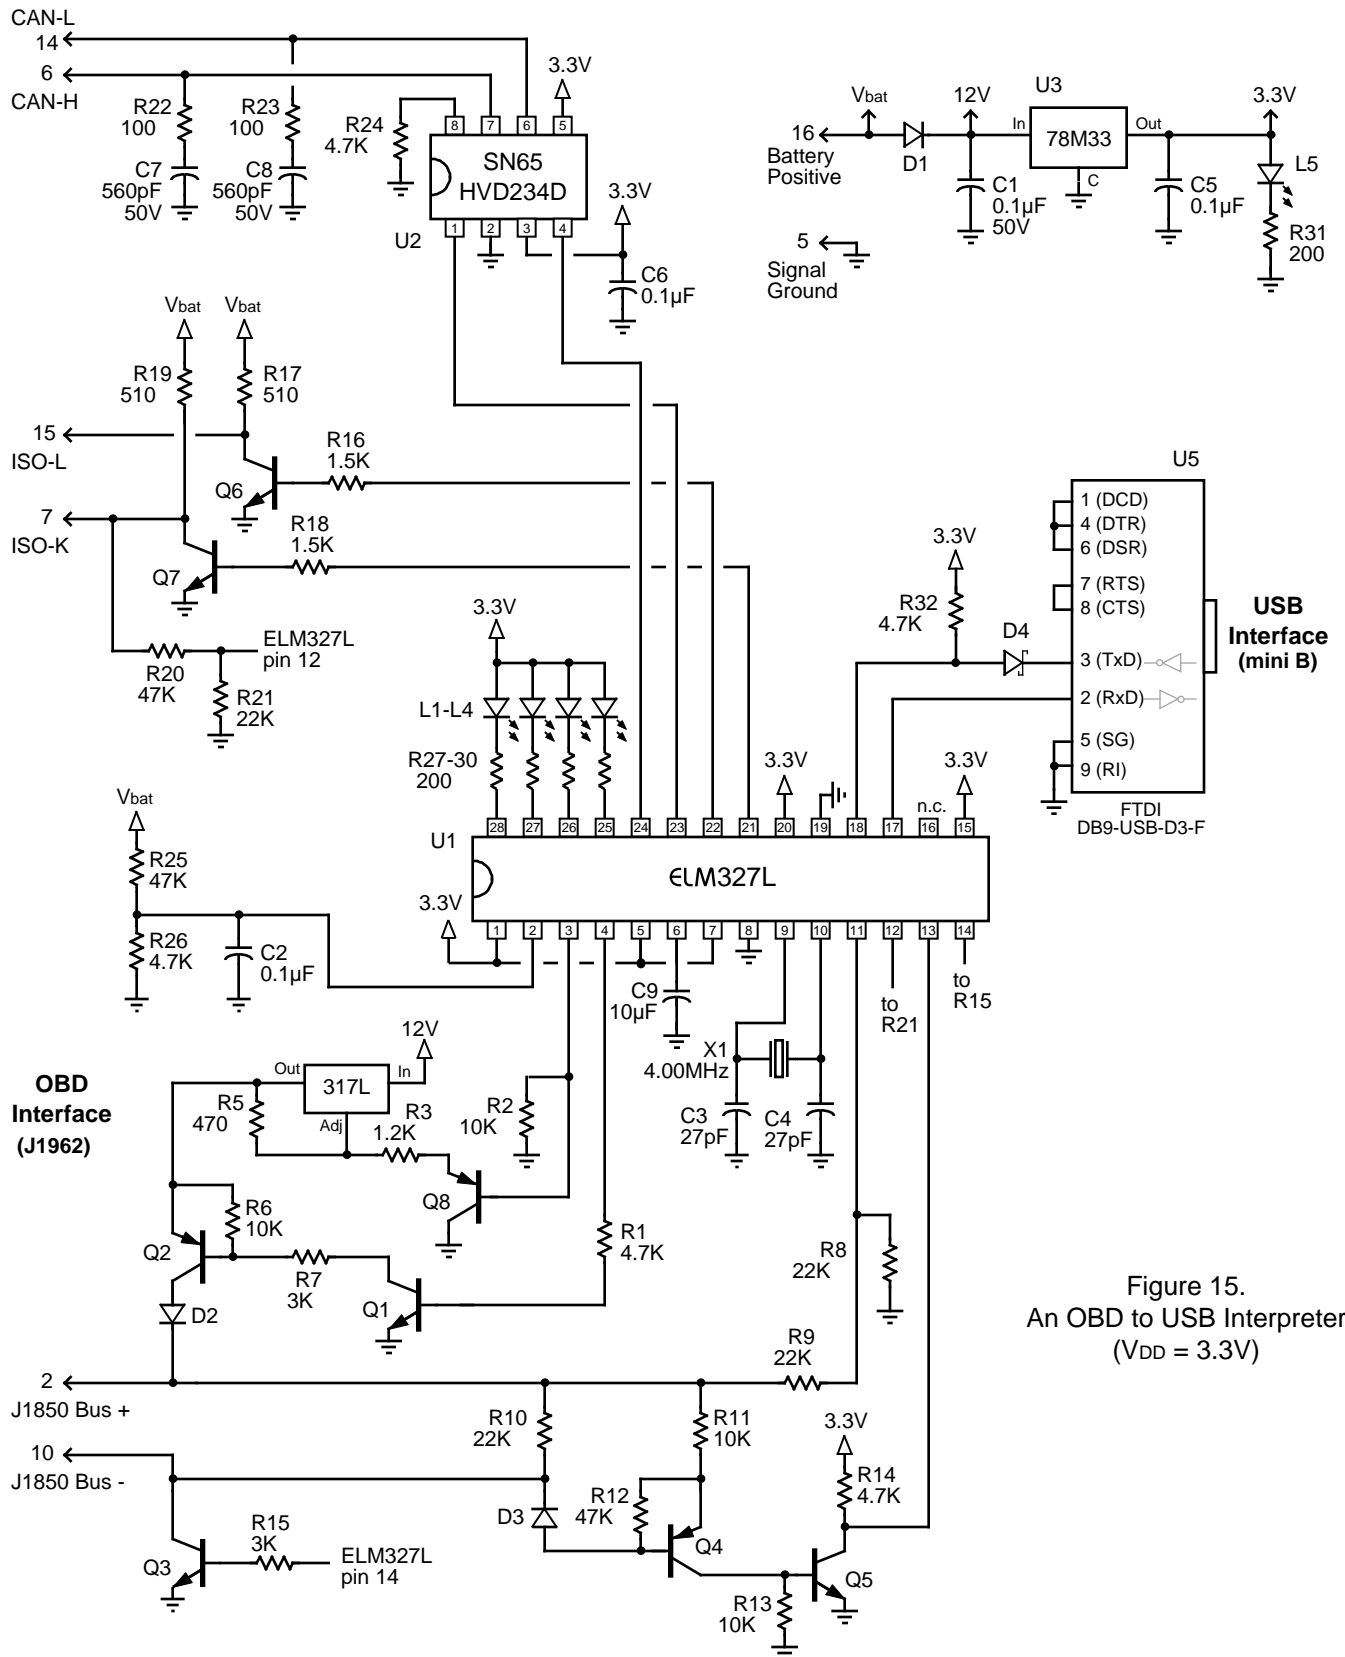 CAN-L
14
6
CAN-H
R22
100
R23
100
C7
560pF
50V
C8
560pF
50V
R24
4.7K
3.3V
8
7
6
5
SN65
HVD234D
1
2
3
4
U2
3.3V
C6
0.1µF
Vbat
12V
U3
3.3V
16
Battery
Positive
D1
In
78M33
Out
C
C1
0.1µF
50V
C5
0.1µF
L5
R31
200
5
Signal
Ground
Vbat
Vbat
R19
510
R17
510
15
ISO-L
Q6
R16
1.5K
7
ISO-K
Q7
R18
1.5K
R20
47K
ELM327L
pin 12
R21
22K
3.3V
L1-L4
R27-30
200
U5
1 (DCD)
4 (DTR)
6 (DSR)
7 (RTS)
8 (CTS)
3 (TxD)
2 (RxD)
5 (SG)
9 (RI)
FTDI
DB9-USB-D3-F
USB
Interface
(mini B)
3.3V
R32
4.7K
D4
3.3V
n.c.
3.3V
U1
28
27
26
25
24
23
22
21
20
19
18
17
16
15
ELM327L
3.3V
1
2
3
4
5
6
7
8
9
10
11
12
13
14
Vbat
R25
47K
R26
4.7K
C2
0.1µF
C9
10µF
to
R21
to
R15
X1
4.00MHz
C3
27pF
C4
27pF
OBD
Interface
(J1962)
12V
Out
317L
In
Adj
R5
470
R3
1.2K
R2
10K
Q8
R6
10K
Q2
R7
3K
Q1
D2
R1
4.7K
R8
22K
R9
22K
Figure 15.
An OBD to USB Interpreter
(VDD = 3.3V)
2
J1850 Bus +
10
J1850 Bus -
R10
22K
R11
10K
3.3V
R14
4.7K
D3
R12
47K
Q4
Q3
R15
3K
ELM327L
pin 14
R13
10K
Q5